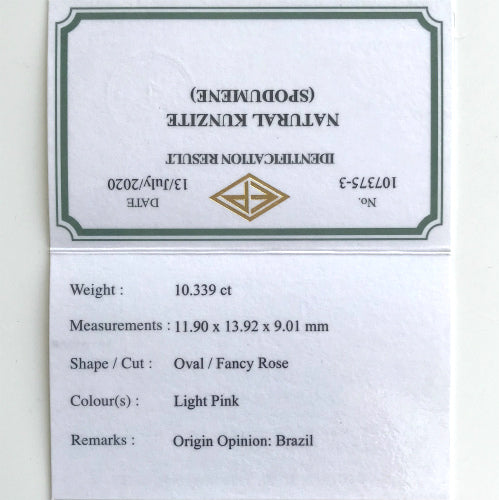 No. DATE
107375-3 13/July/2020
IDENTIFICATION RESULT
NATURAL KUNZITE
(SPODUMENE)
Weight : 10.339 ct
Measurements : 11.90 x 13.92 x 9.01 mm
Shape / Cut : Oval / Fancy Rose
Colour(s) : Light Pink
Remarks : Origin Opinion: Brazil